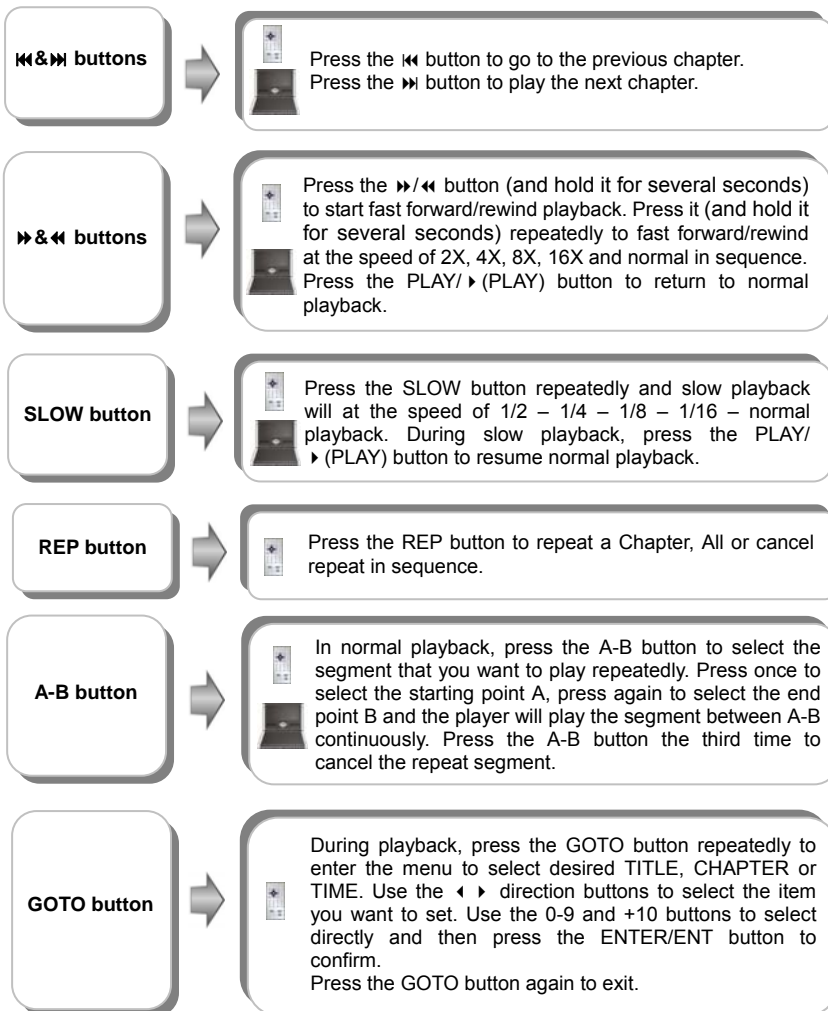 ⏮&⏭ buttons
Press the ⏮ button to go to the previous chapter.
Press the ⏭ button to play the next chapter.
⏩&⏪ buttons
Press the ⏩/⏪ button (and hold it for several seconds)
to start fast forward/rewind playback. Press it (and hold it
for several seconds) repeatedly to fast forward/rewind
at the speed of 2X, 4X, 8X, 16X and normal in sequence.
Press the PLAY/ ▶ (PLAY) button to return to normal
playback.
SLOW button
Press the SLOW button repeatedly and slow playback
will at the speed of 1/2 – 1/4 – 1/8 – 1/16 – normal
playback. During slow playback, press the PLAY/
▶ (PLAY) button to resume normal playback.
REP button
Press the REP button to repeat a Chapter, All or cancel
repeat in sequence.
A-B button
In normal playback, press the A-B button to select the
segment that you want to play repeatedly. Press once to
select the starting point A, press again to select the end
point B and the player will play the segment between A-B
continuously. Press the A-B button the third time to
cancel the repeat segment.
GOTO button
During playback, press the GOTO button repeatedly to
enter the menu to select desired TITLE, CHAPTER or
TIME. Use the ◀ ▶ direction buttons to select the item
you want to set. Use the 0-9 and +10 buttons to select
directly and then press the ENTER/ENT button to
confirm.
Press the GOTO button again to exit.